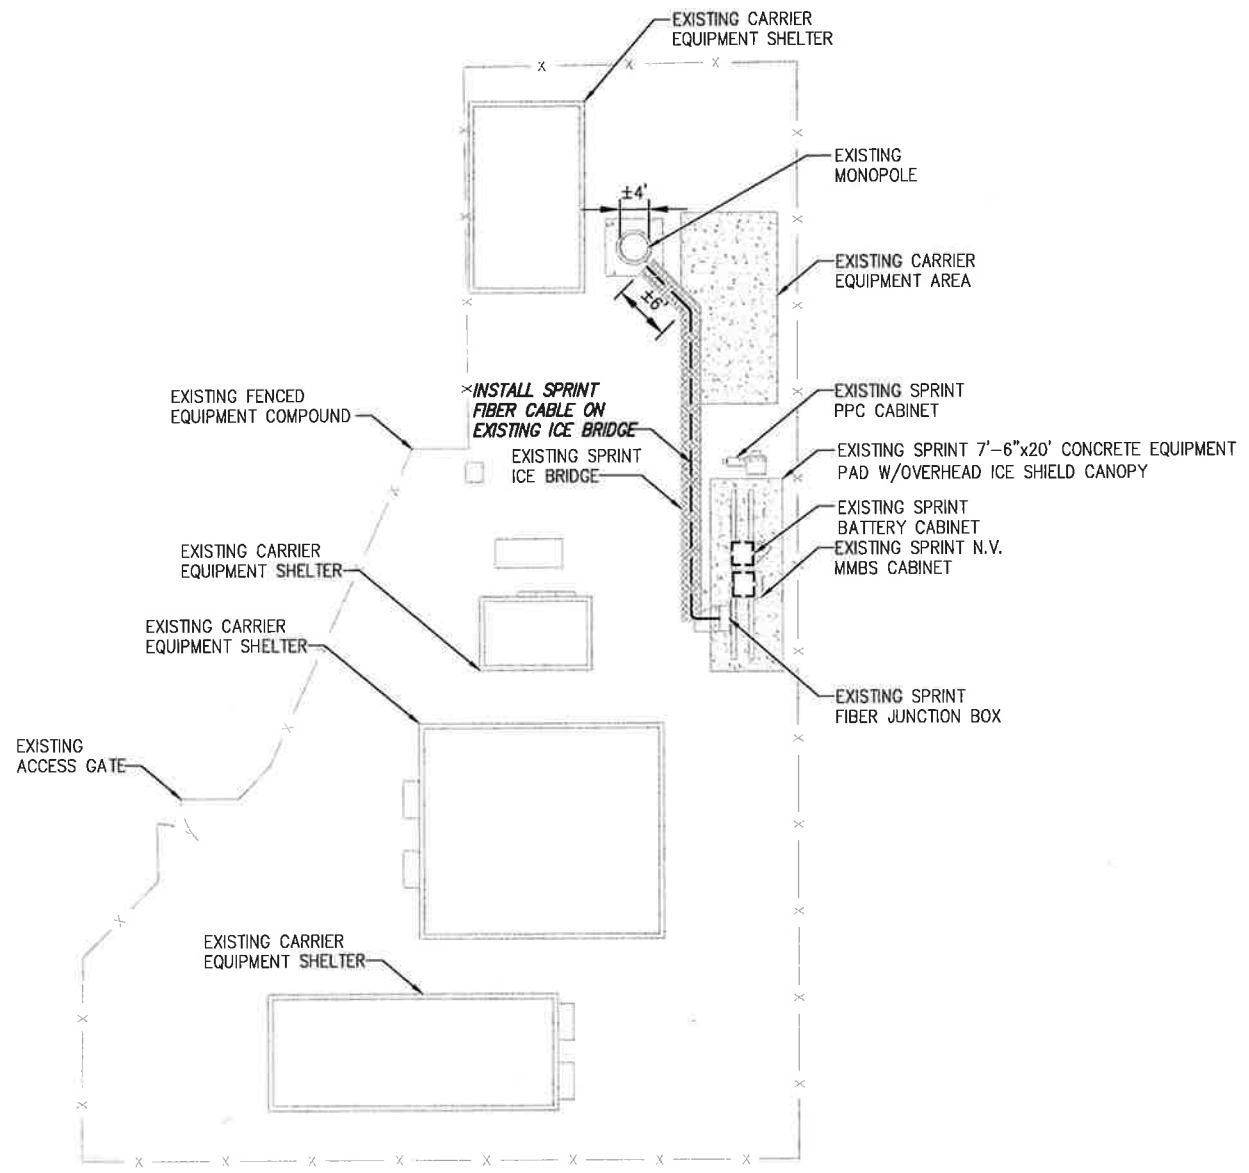 EXISTING CARRIER
EQUIPMENT SHELTER
EXISTING
MONOPOLE
±4'
EXISTING CARRIER
EQUIPMENT AREA
±6'
EXISTING FENCED
EQUIPMENT COMPOUND
INSTALL SPRINT
FIBER CABLE ON
EXISTING ICE BRIDGE
EXISTING SPRINT
ICE BRIDGE
EXISTING SPRINT
PPC CABINET
EXISTING SPRINT 7'-6"x20' CONCRETE EQUIPMENT
PAD W/OVERHEAD ICE SHIELD CANOPY
EXISTING SPRINT
BATTERY CABINET
EXISTING SPRINT N.V.
MMBS CABINET
EXISTING CARRIER
EQUIPMENT SHELTER
EXISTING CARRIER
EQUIPMENT SHELTER
EXISTING SPRINT
FIBER JUNCTION BOX
EXISTING
ACCESS GATE
EXISTING CARRIER
EQUIPMENT SHELTER